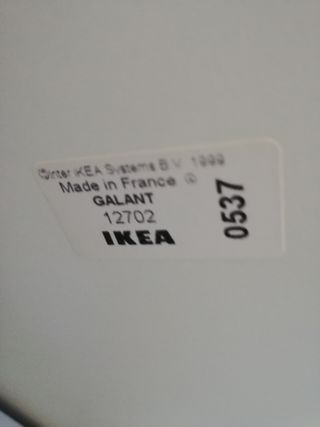 ©Inter IKEA Systems B.V. 1999
Made in France
GALANT
12702
IKEA
0537